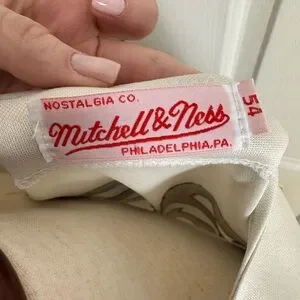 NOSTALGIA CO.
Mitchell & Ness
PHILADELPHIA, PA.
54